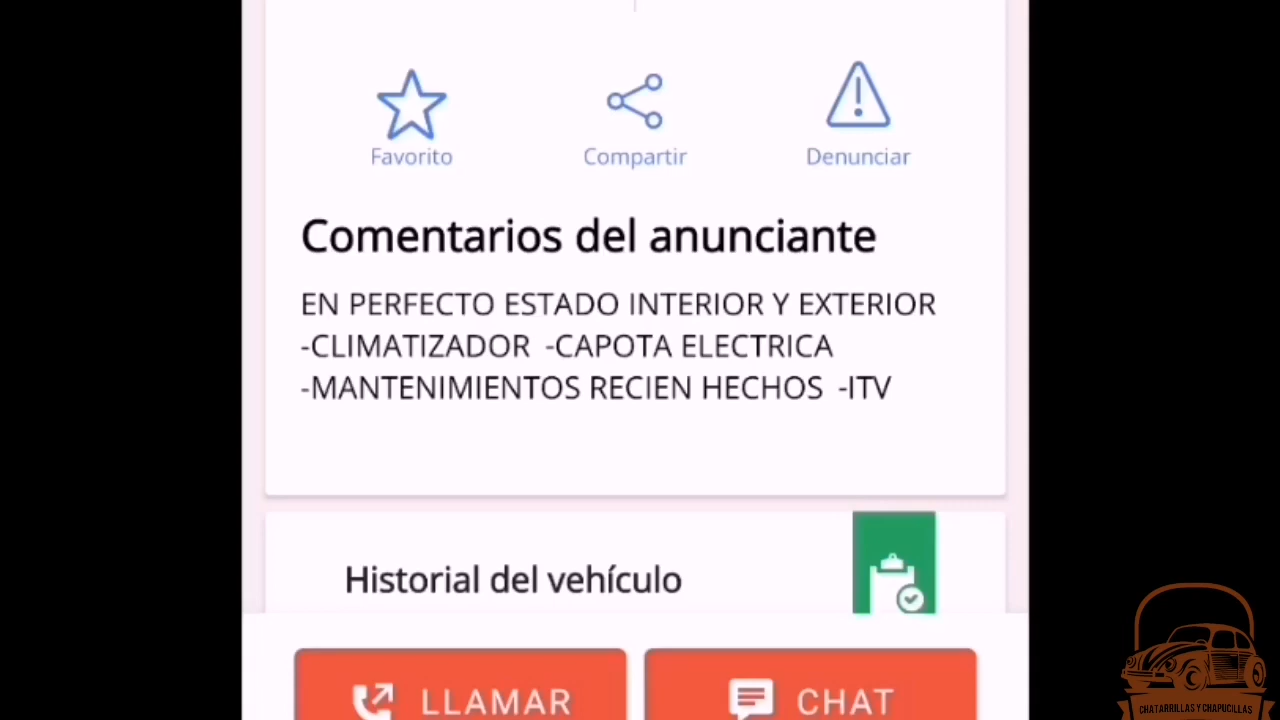 Favorito
Compartir
Denunciar
Comentarios del anunciante
EN PERFECTO ESTADO INTERIOR Y EXTERIOR
-CLIMATIZADOR -CAPOTA ELECTRICA
-MANTENIMIENTOS RECIEN HECHOS -ITV
Historial del vehículo
LLAMAR
CHAT
CHATARRILLAS Y CHAPUCILLAS